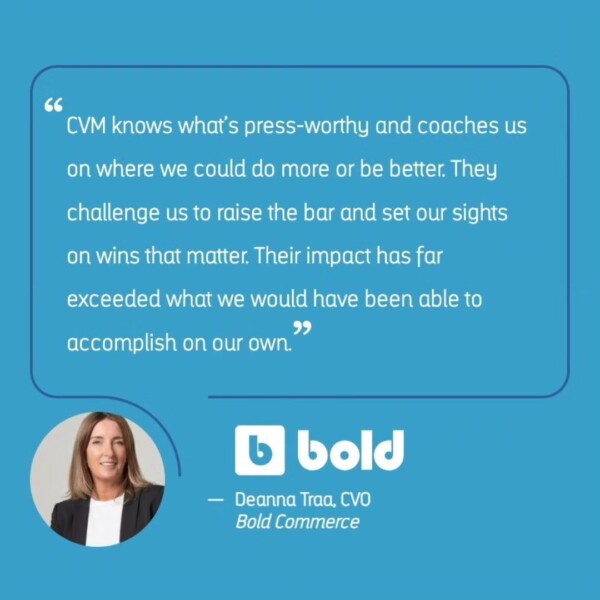 “CVM knows what’s press-worthy and coaches us
on where we could do more or be better. They
challenge us to raise the bar and set our sights
on wins that matter. Their impact has far
exceeded what we would have been able to
accomplish on our own.”
b bold
— Deanna Traa, CVO
Bold Commerce